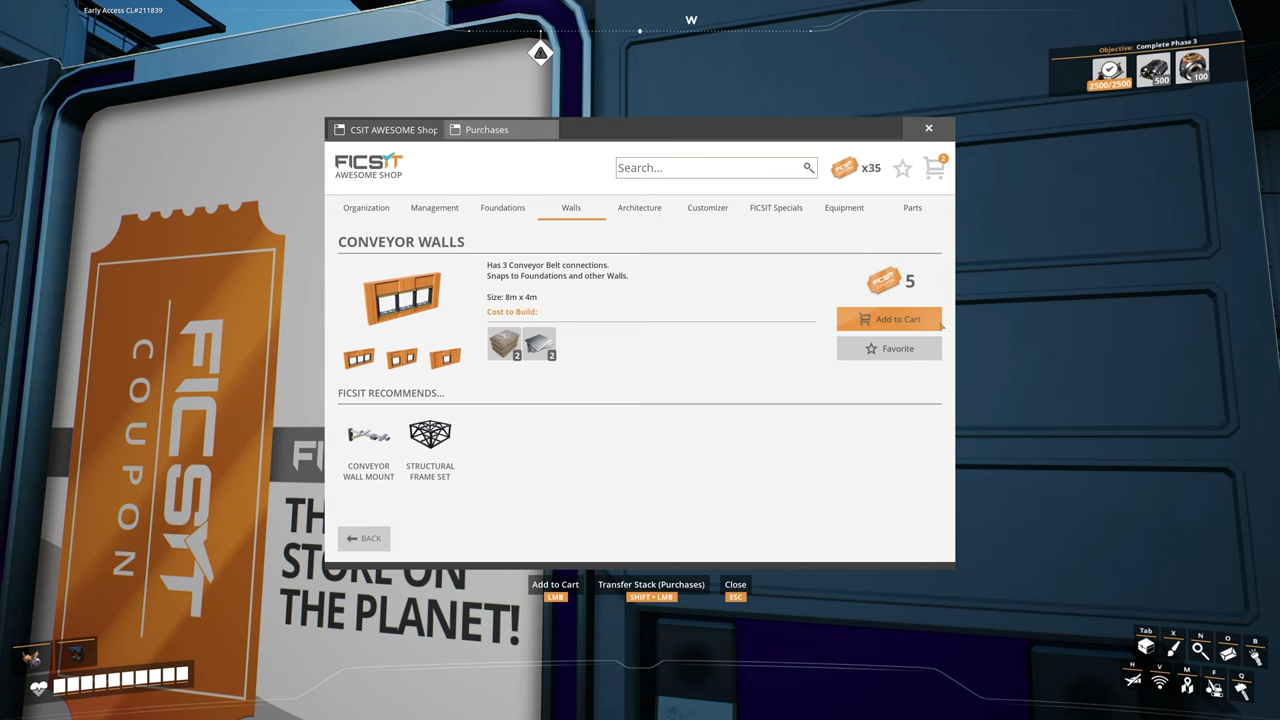 Early Access CL#211839
W
Objective: Complete Phase 3
2500/2500
500
100
CSIT AWESOME Shop
Purchases
FICSIT
AWESOME SHOP
Search...
x35
2
Organization
Management
Foundations
Walls
Architecture
Customizer
FICSIT Specials
Equipment
Parts
CONVEYOR WALLS
Has 3 Conveyor Belt connections.
Snaps to Foundations and other Walls.
Size: 8m x 4m
Cost to Build:
2
2
5
Add to Cart
Favorite
FICSIT RECOMMENDS...
CONVEYOR
WALL MOUNT
STRUCTURAL
FRAME SET
BACK
Add to Cart
LMB
Transfer Stack (Purchases)
SHIFT + LMB
Close
ESC
FICSIT
COUPON
FI
TH
STORE ON
THE PLANET!
Tab
X
N
O
B
H
V
M
F
Q